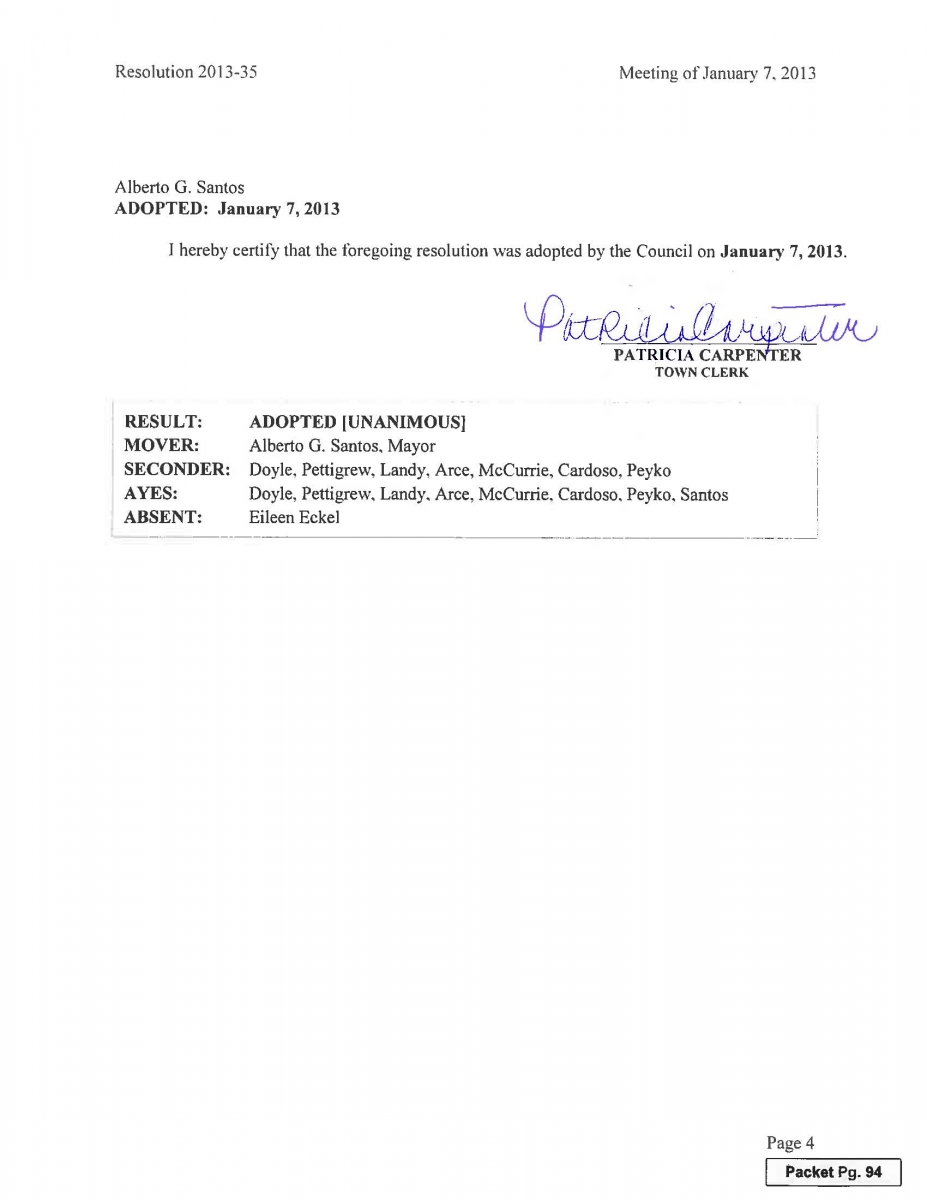 Resolution 2013-35 Meeting of January 7, 2013
Alberto G. Santos
ADOPTED: January 7, 2013
I hereby certify that the foregoing resolution was adopted by the Council on January 7, 2013.
Patricia Carpenter
PATRICIA CARPENTER
TOWN CLERK
RESULT: ADOPTED [UNANIMOUS]
MOVER: Alberto G. Santos, Mayor
SECONDER: Doyle, Pettigrew, Landy, Arce, McCurrie, Cardoso, Peyko
AYES: Doyle, Pettigrew, Landy, Arce, McCurrie, Cardoso, Peyko, Santos
ABSENT: Eileen Eckel
Page 4
Packet Pg. 94